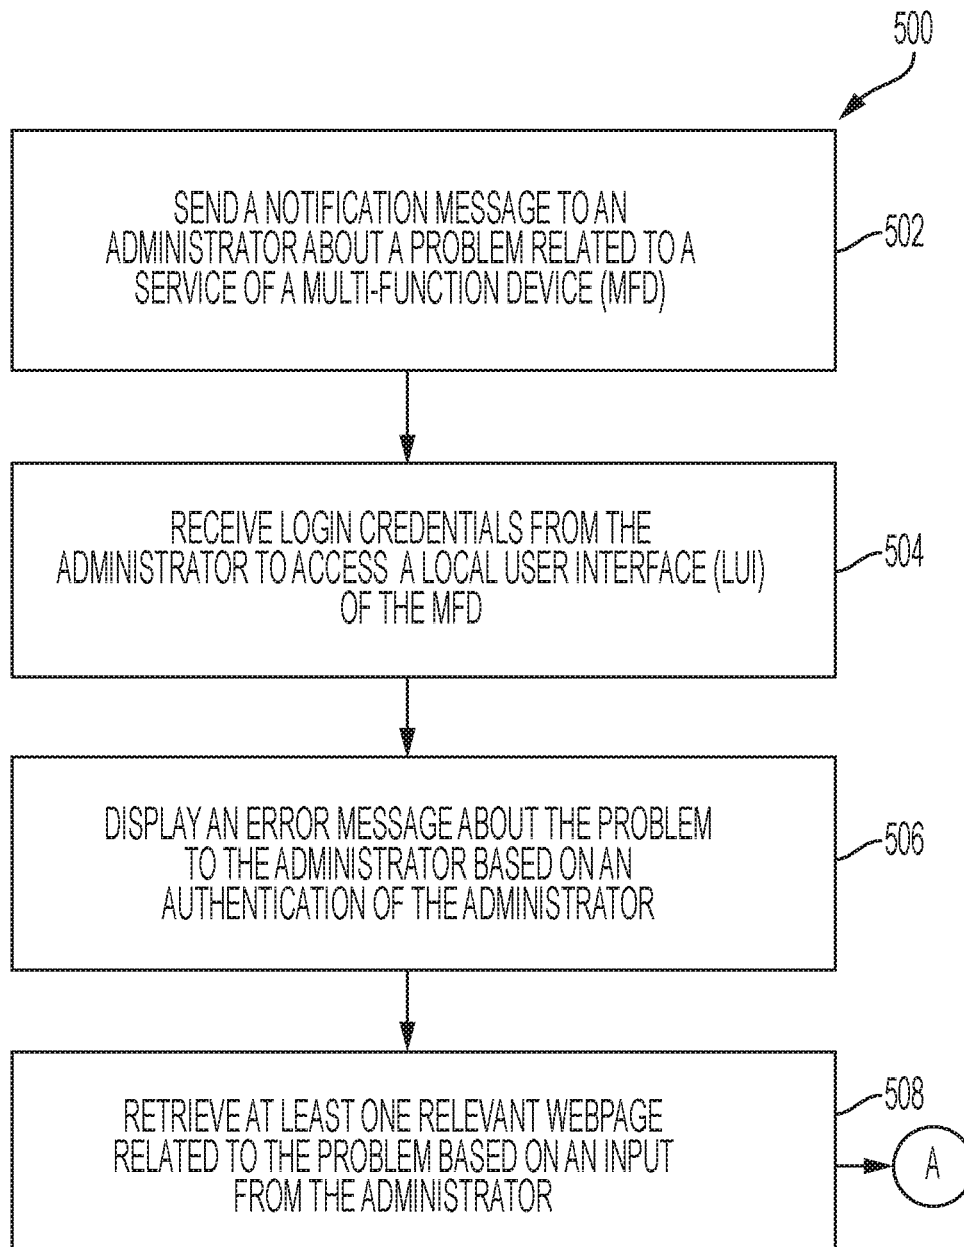 500
SEND A NOTIFICATION MESSAGE TO AN
ADMINISTRATOR ABOUT A PROBLEM RELATED TO A
SERVICE OF A MULTI-FUNCTION DEVICE (MFD)
502
RECEIVE LOGIN CREDENTIALS FROM THE
ADMINISTRATOR TO ACCESS A LOCAL USER INTERFACE (LUI)
OF THE MFD
504
DISPLAY AN ERROR MESSAGE ABOUT THE PROBLEM
TO THE ADMINISTRATOR BASED ON AN
AUTHENTICATION OF THE ADMINISTRATOR
506
RETRIEVE AT LEAST ONE RELEVANT WEBPAGE
RELATED TO THE PROBLEM BASED ON AN INPUT
FROM THE ADMINISTRATOR
508
A